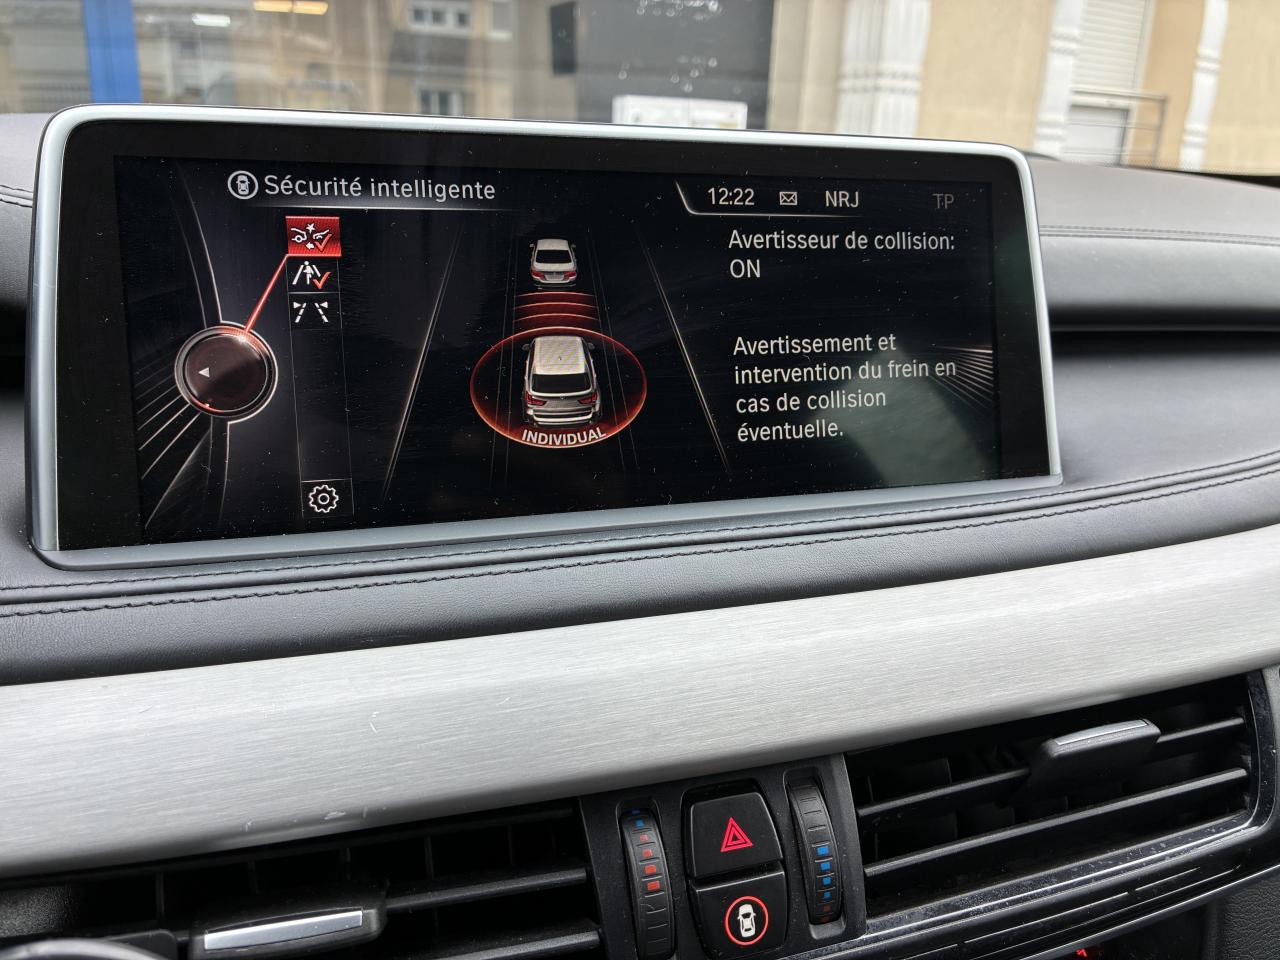 Sécurité intelligente
12:22 NRJ TP
Avertisseur de collision:
ON
Avertissement et
intervention du frein en
cas de collision
éventuelle.
INDIVIDUAL